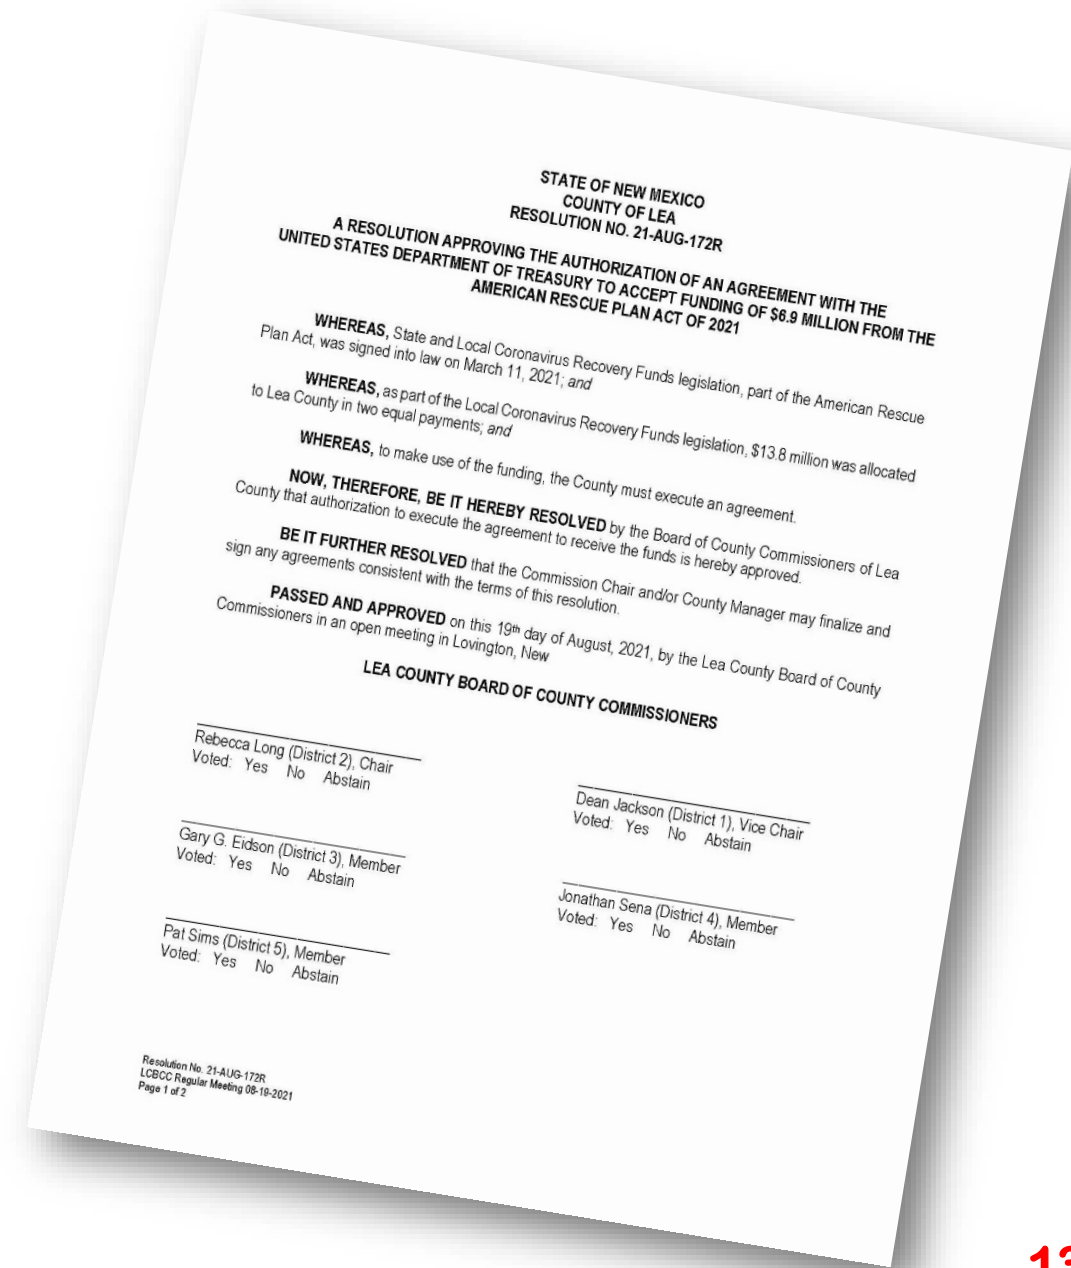 STATE OF NEW MEXICO
COUNTY OF LEA
RESOLUTION NO. 21-AUG-172R
A RESOLUTION APPROVING THE AUTHORIZATION OF AN AGREEMENT WITH THE
UNITED STATES DEPARTMENT OF TREASURY TO ACCEPT FUNDING OF $6.9 MILLION FROM THE
AMERICAN RESCUE PLAN ACT OF 2021
WHEREAS, State and Local Coronavirus Recovery Funds legislation, part of the American Rescue
Plan Act, was signed into law on March 11, 2021; and
WHEREAS, as part of the Local Coronavirus Recovery Funds legislation, $13.8 million was allocated
to Lea County in two equal payments; and
WHEREAS, to make use of the funding, the County must execute an agreement.
NOW, THEREFORE, BE IT HEREBY RESOLVED by the Board of County Commissioners of Lea
County that authorization to execute the agreement to receive the funds is hereby approved.
BE IT FURTHER RESOLVED that the Commission Chair and/or County Manager may finalize and
sign any agreements consistent with the terms of this resolution.
PASSED AND APPROVED on this 19th day of August, 2021, by the Lea County Board of County
Commissioners in an open meeting in Lovington, New
LEA COUNTY BOARD OF COUNTY COMMISSIONERS
Rebecca Long (District 2), Chair
Voted: Yes No Abstain
Dean Jackson (District 1), Vice Chair
Voted: Yes No Abstain
Gary G. Eidson (District 3), Member
Voted: Yes No Abstain
Jonathan Sena (District 4), Member
Voted: Yes No Abstain
Pat Sims (District 5), Member
Voted: Yes No Abstain
Resolution No. 21-AUG-172R
LCBCC Regular Meeting 08-19-2021
Page 1 of 2
13